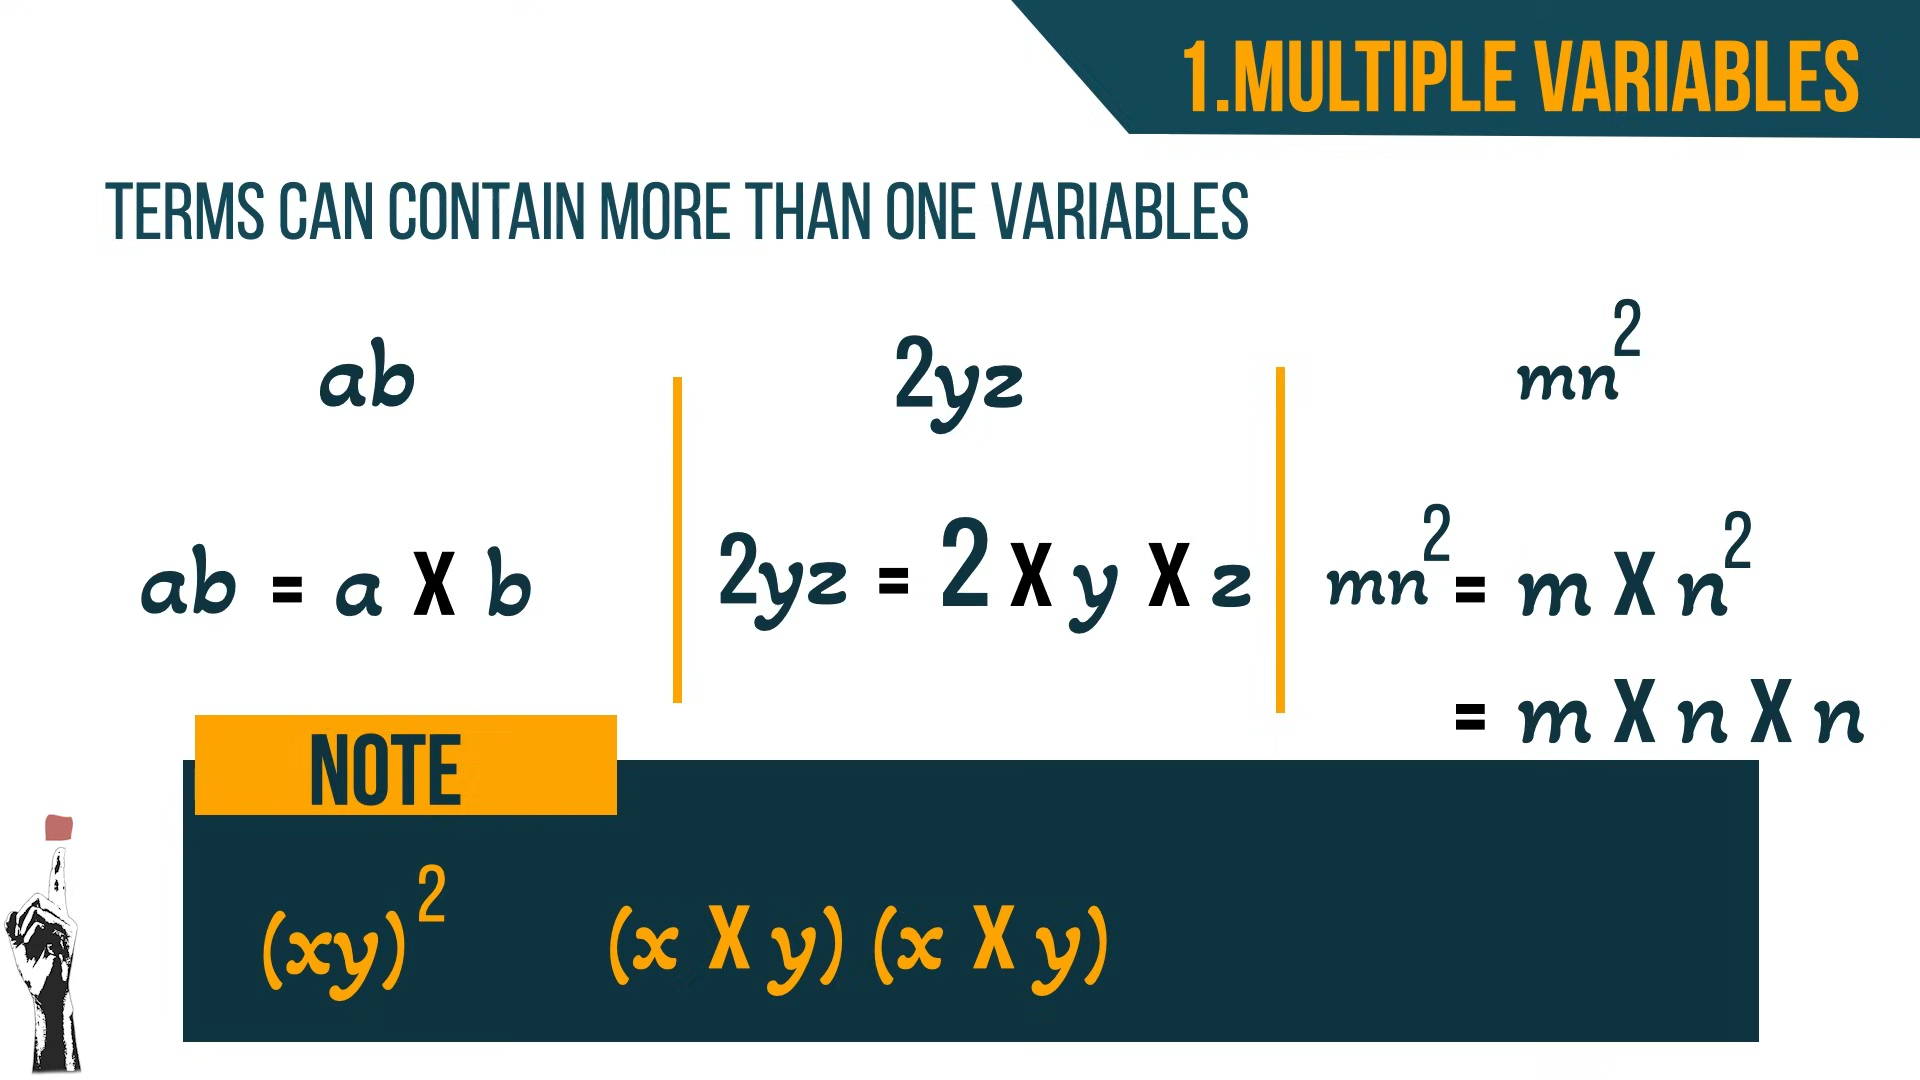 1.MULTIPLE VARIABLES
TERMS CAN CONTAIN MORE THAN ONE VARIABLES
ab
2yz
mn²
ab = a X b
2yz = 2 X y X z
mn² = m X n²
= m X n X n
NOTE
(xy)² (x X y) (x X y)